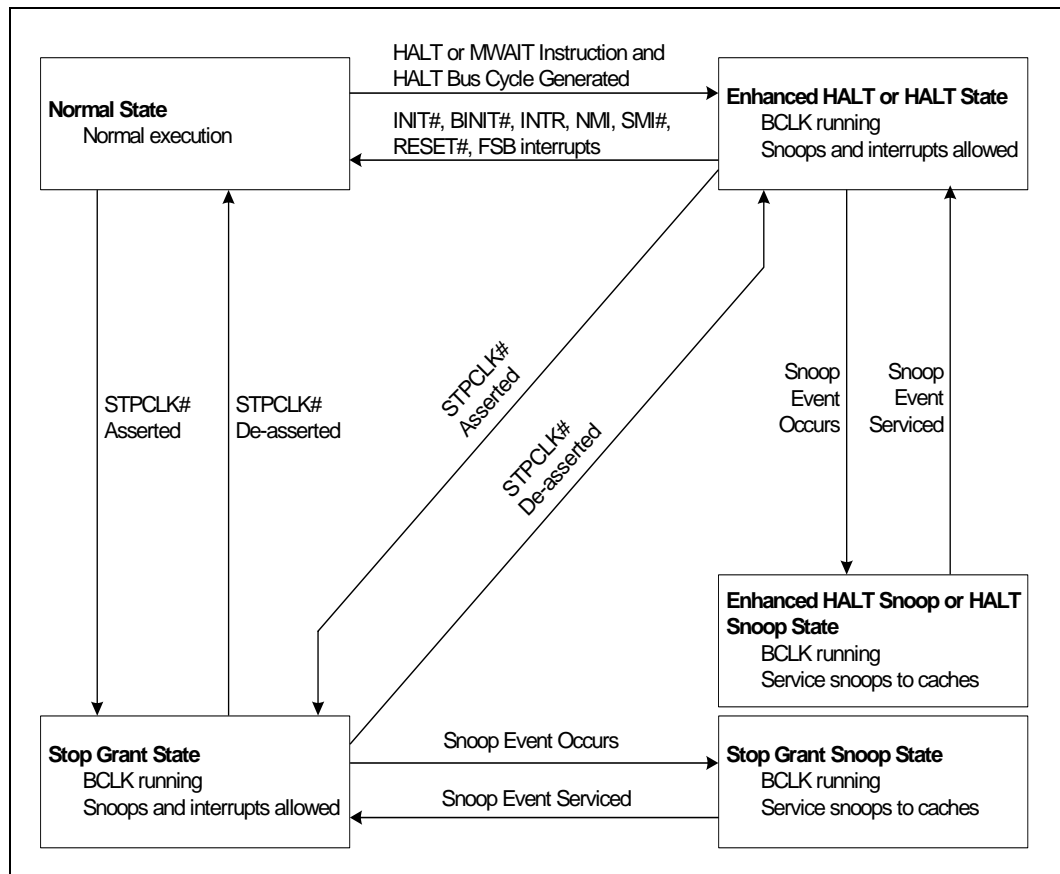 HALT or MWAIT Instruction and
HALT Bus Cycle Generated
Normal State
Normal execution
INIT#, BINIT#, INTR, NMI, SMI#,
RESET#, FSB interrupts
Enhanced HALT or HALT State
BCLK running
Snoops and interrupts allowed
STPCLK#
Asserted
STPCLK#
De-asserted
STPCLK#
Asserted
STPCLK#
De-asserted
Snoop
Event
Occurs
Snoop
Event
Serviced
Enhanced HALT Snoop or HALT
Snoop State
BCLK running
Service snoops to caches
Stop Grant State
BCLK running
Snoops and interrupts allowed
Snoop Event Occurs
Snoop Event Serviced
Stop Grant Snoop State
BCLK running
Service snoops to caches